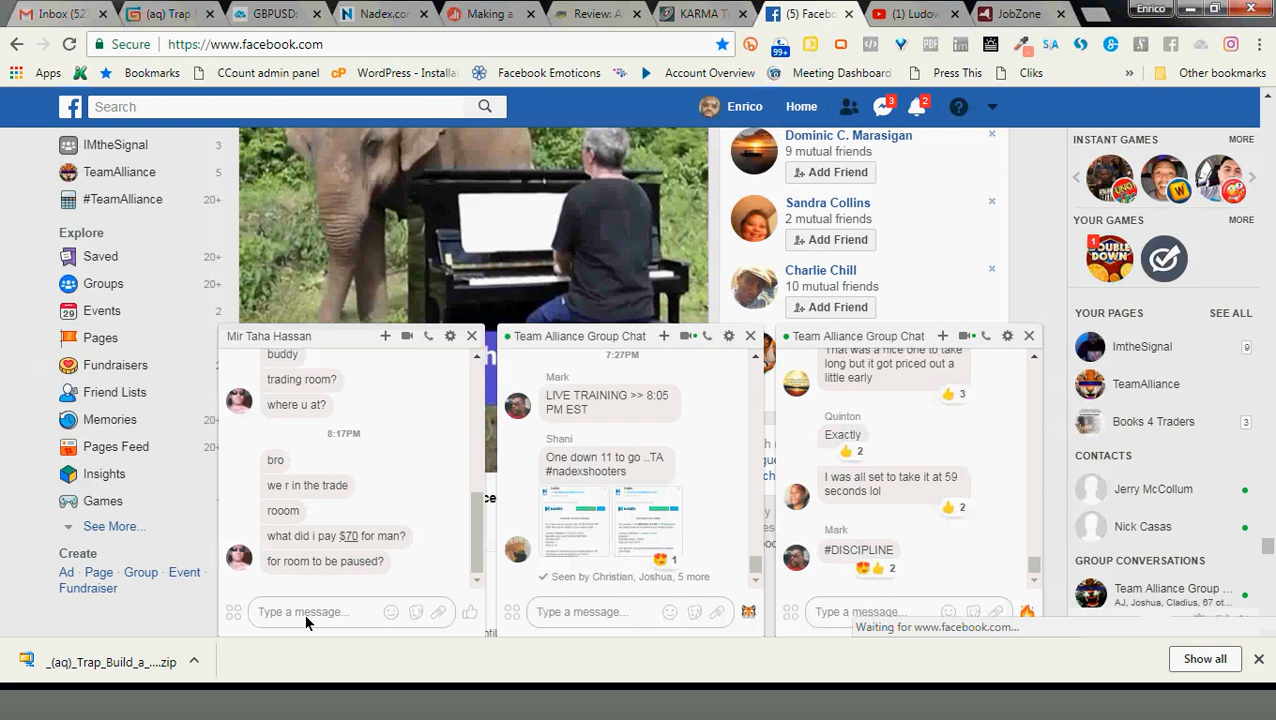 Inbox (527
(aq) Trap
GBPUSD:
Nadex.con
Making a
Review: A
KARMA T
(5) Facebo
(1) Ludov
JobZone
Enrico
Secure
https://www.facebook.com
99+
Apps
Bookmarks
CCount admin panel
WordPress - Installa
Facebook Emoticons
Account Overview
Meeting Dashboard
Press This
Cliks
»
Other bookmarks
Search
Enrico
Home
3
2
IMtheSignal 3
TeamAlliance 5
#TeamAlliance 20+
Explore
Saved 20+
Groups 20+
Events
Pages 20+
Fundraisers
Friend Lists
Memories 20+
Pages Feed 20+
Insights
Games
See More...
Create
Ad · Page · Group · Event ·
Fundraiser
Dominic C. Marasigan
9 mutual friends
Add Friend
Sandra Collins
2 mutual friends
Add Friend
Charlie Chill
10 mutual friends
Add Friend
INSTANT GAMES MORE
YOUR GAMES MORE
1
DOUBLE
DOWN
YOUR PAGES SEE ALL
ImtheSignal 9
TeamAlliance
Books 4 Traders 3
CONTACTS
Jerry McCollum
Nick Casas
GROUP CONVERSATIONS
Team Alliance Group ...
AJ, Joshua, Cladius, 67 ot...
Mir Taha Hassan
buddy
trading room?
where u at?
8:17PM
bro
we r in the trade
rooom
what did i pay $70 for man?
for room to be paused?
Type a message...
Team Alliance Group Chat
7:27PM
Mark
LIVE TRAINING >> 8:05
PM EST
Shani
One down 11 to go ..TA
#nadexshooters
1
Seen by Christian, Joshua, 5 more
Type a message...
Team Alliance Group Chat
That was a nice one to take
long but it got priced out a
little early
3
Quinton
Exactly
2
I was all set to take it at 59
seconds lol
2
Mark
#DISCIPLINE
2
Type a message...
Waiting for www.facebook.com...
_(aq)_Trap_Build_a_....zip
Show all